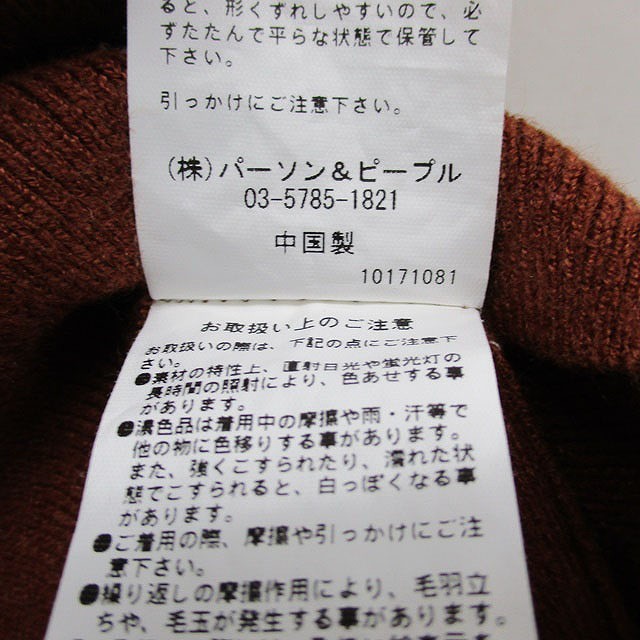 ると、形くずれしやすいので、必
ずたたんで平らな状態で保管して
下さい。
引っかけにご注意下さい。
(株)パーソン&ピープル
03-5785-1821
中国製
10171081
お取扱い上のご注意
お取扱いの際は、下記の点にご注意下
さい。
●素材の特性上、直射日光や蛍光灯の
長時間の照射により、色あせする事
があります。
●濃色品は着用中の摩擦や雨・汗等で
他の物に色移りする事があります。
また、強くこすられたり、濡れた状
態でこすられると、白っぽくなる事
があります。
●ご着用の際、摩擦や引っかけにご注
意下さい。
●繰り返しの摩擦作用により、毛羽立
ちや、毛玉が発生する事があります。